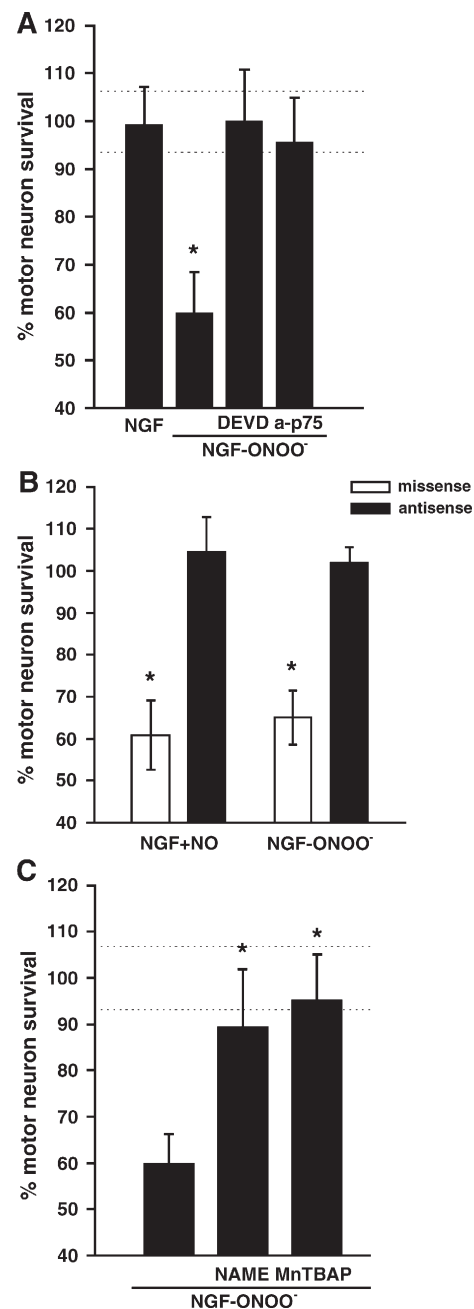 A
120
110
100
90
80
70
60
50
40
% motor neuron survival
*
NGF DEVD a-p75
NGF-ONOO⁻
B
missense
antisense
120
110
100
90
80
70
60
50
40
% motor neuron survival
* *
NGF+NO NGF-ONOO⁻
C
120
110
100
90
80
70
60
50
40
% motor neuron survival
* *
NAME MnTBAP
NGF-ONOO⁻